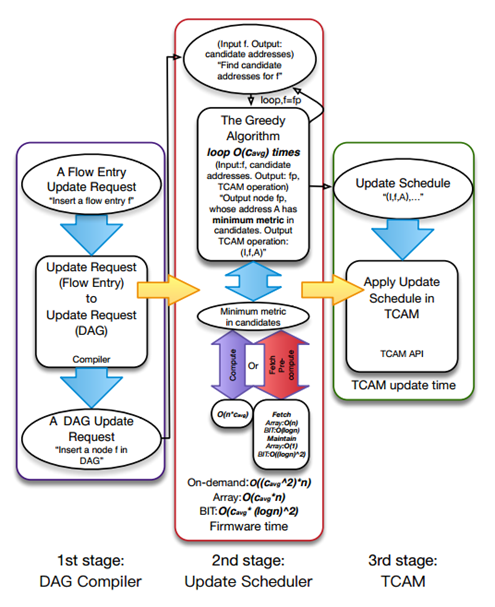 A Flow Entry
Update Request
"Insert a flow entry f"
Update Request
(Flow Entry)
to
Update Request
(DAG)
Compiler
A DAG Update
Request
"Insert a node f in
DAG"
(Input f. Output:
candidate addresses)
"Find candidate
addresses for f"
loop,f=fp
The Greedy
Algorithm
loop O(cavg) times
(Input:f, candidate
addresses. Output: fp,
TCAM operation)
"Output node fp,
whose address A has
minimum metric in
candidates. Output
TCAM operation:
(I,f,A)"
Minimum metric
in candidates
Compute
Or
Fetch
Pre-
compute
O(n*cavg)
Fetch
Array:O(n)
BIT:O(logn)
Maintain
Array:O(1)
BIT:O((logn)^2)
On-demand:O((cavg^2)*n)
Array:O(cavg*n)
BIT:O(cavg* (logn)^2)
Firmware time
Update Schedule
"(I,f,A),..."
Apply Update
Schedule in
TCAM
TCAM API
TCAM update time
1st stage:
DAG Compiler
2nd stage:
Update Scheduler
3rd stage:
TCAM